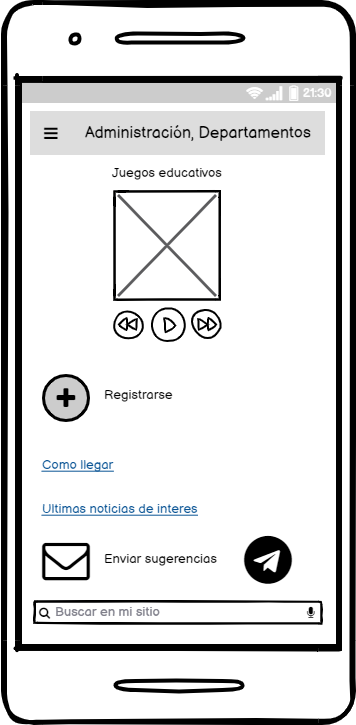 21:30
Administración, Departamentos
Juegos educativos
Registrarse
Como llegar
Ultimas noticias de interes
Enviar sugerencias
Buscar en mi sitio